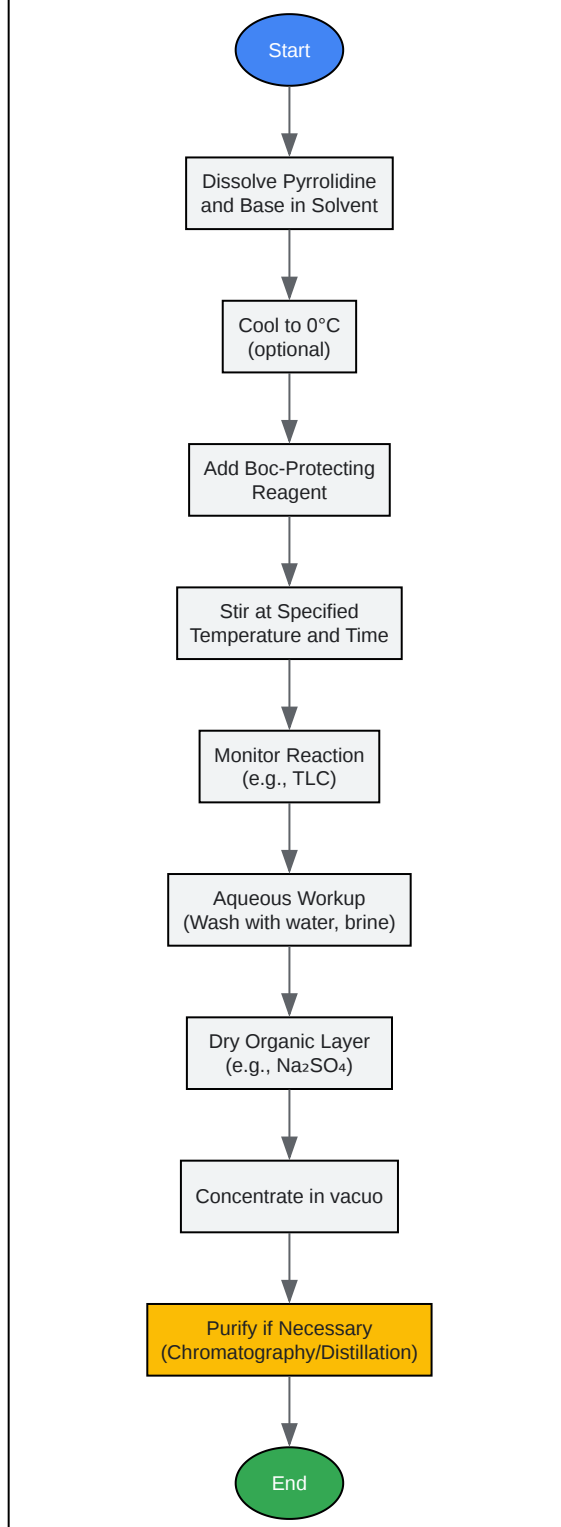 Start
Dissolve Pyrrolidine
and Base in Solvent
Cool to 0°C
(optional)
Add Boc-Protecting
Reagent
Stir at Specified
Temperature and Time
Monitor Reaction
(e.g., TLC)
Aqueous Workup
(Wash with water, brine)
Dry Organic Layer
(e.g., Na₂SO₄)
Concentrate in vacuo
Purify if Necessary
(Chromatography/Distillation)
End